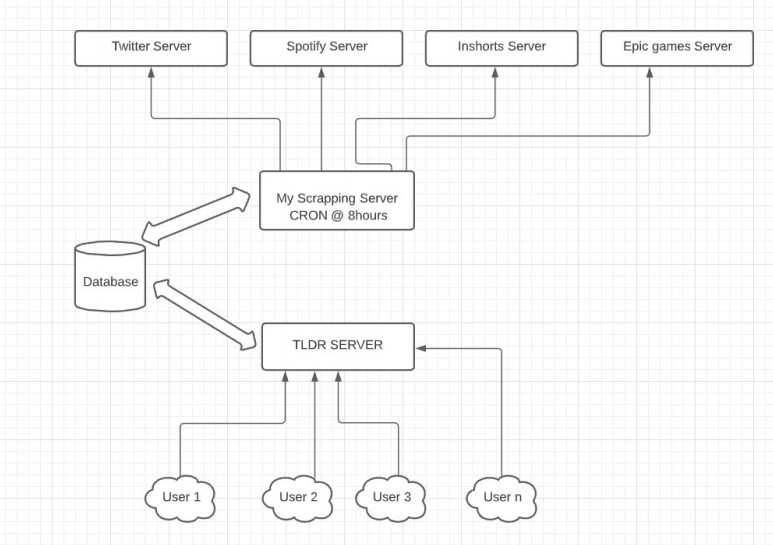 Twitter Server
Spotify Server
Inshorts Server
Epic games Server
My Scrapping Server
CRON @ 8hours
Database
TLDR SERVER
User 1
User 2
User 3
User n